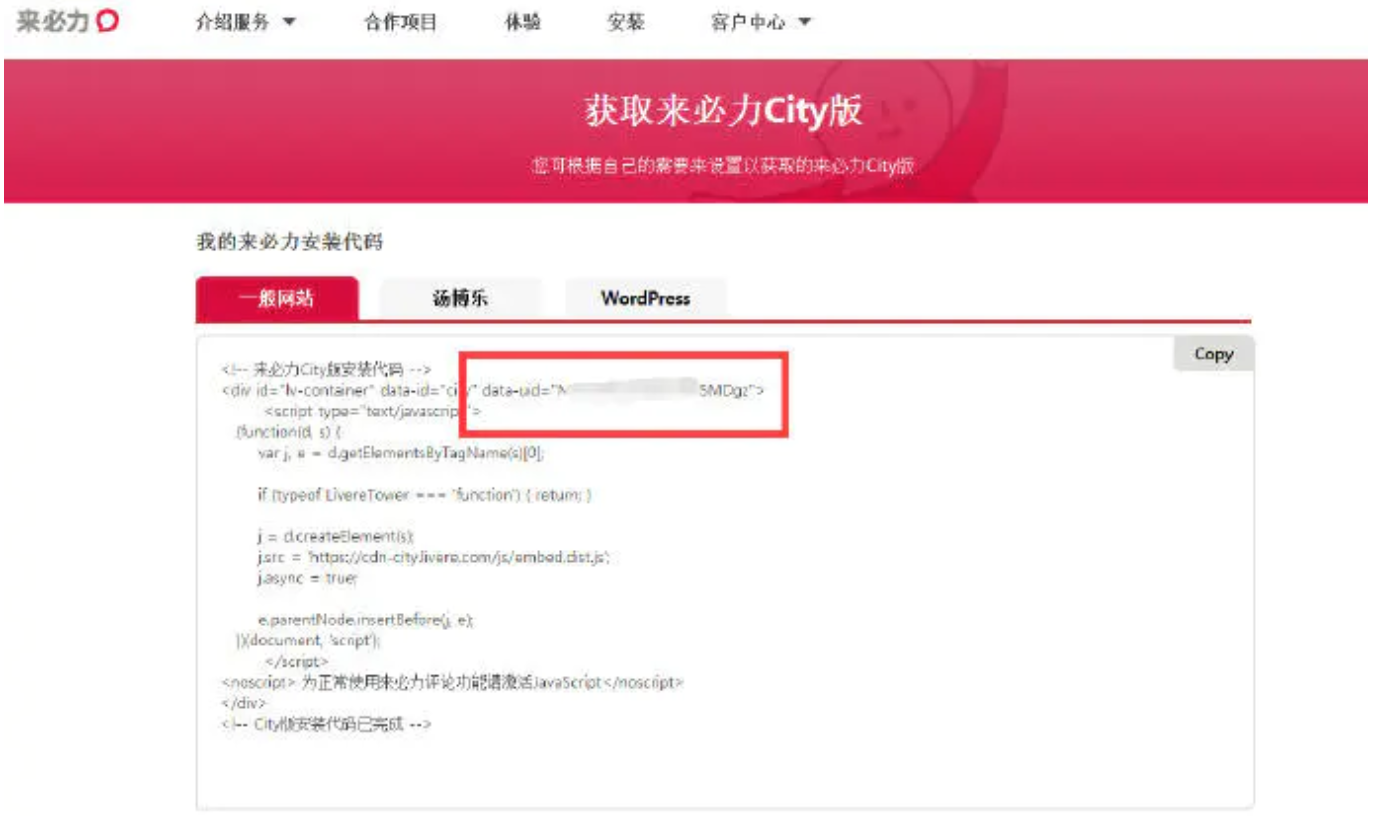 来必力
介绍服务 合作项目 体验 安装 客户中心
获取来必力City版
您可根据自己的需要来设置以获取的来必力City版
我的来必力安装代码
一般网站 汤博乐 WordPress
Copy
<!-- 来必力City版安装代码 -->
<div id="lv-container" data-id="city" data-uid="M 5MDgz">
<script type="text/javascript">
(function(d, s) {
var j, e = d.getElementsByTagName(s)[0];
if (typeof LivereTower === 'function') { return; }
j = d.createElement(s);
j.src = 'https://cdn-city.livere.com/js/embed.dist.js';
j.async = true;
e.parentNode.insertBefore(j, e);
})(document, 'script');
</script>
<noscript> 为正常使用来必力评论功能请激活JavaScript</noscript>
</div>
<!-- City版安装代码已完成 -->